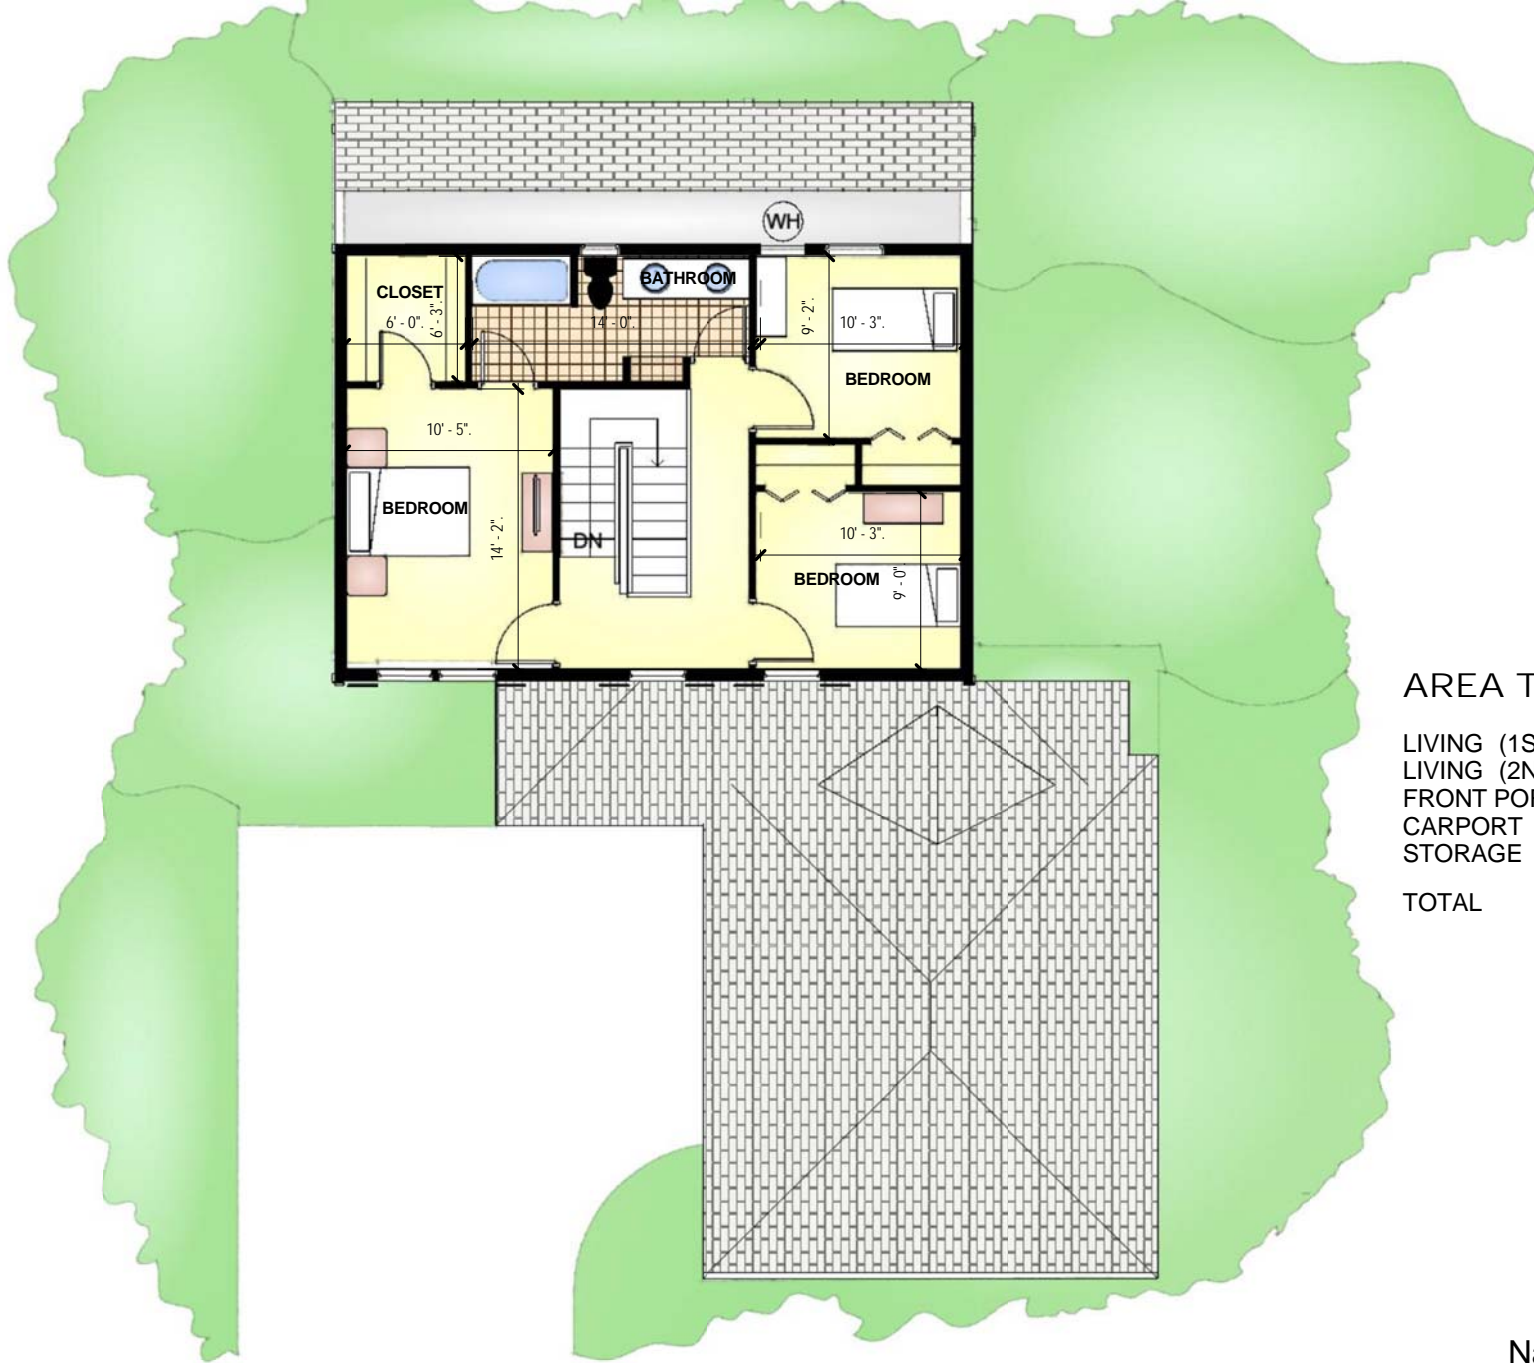 WH
CLOSET
6' - 0".
6' - 3".
BATHROOM
14' - 0".
9' - 2".
10' - 3".
BEDROOM
10' - 5".
BEDROOM
14' - 2".
DN
10' - 3".
BEDROOM
9' - 0".
AREA T
LIVING (1S
LIVING (2N
FRONT POR
CARPORT
STORAGE
TOTAL
Na